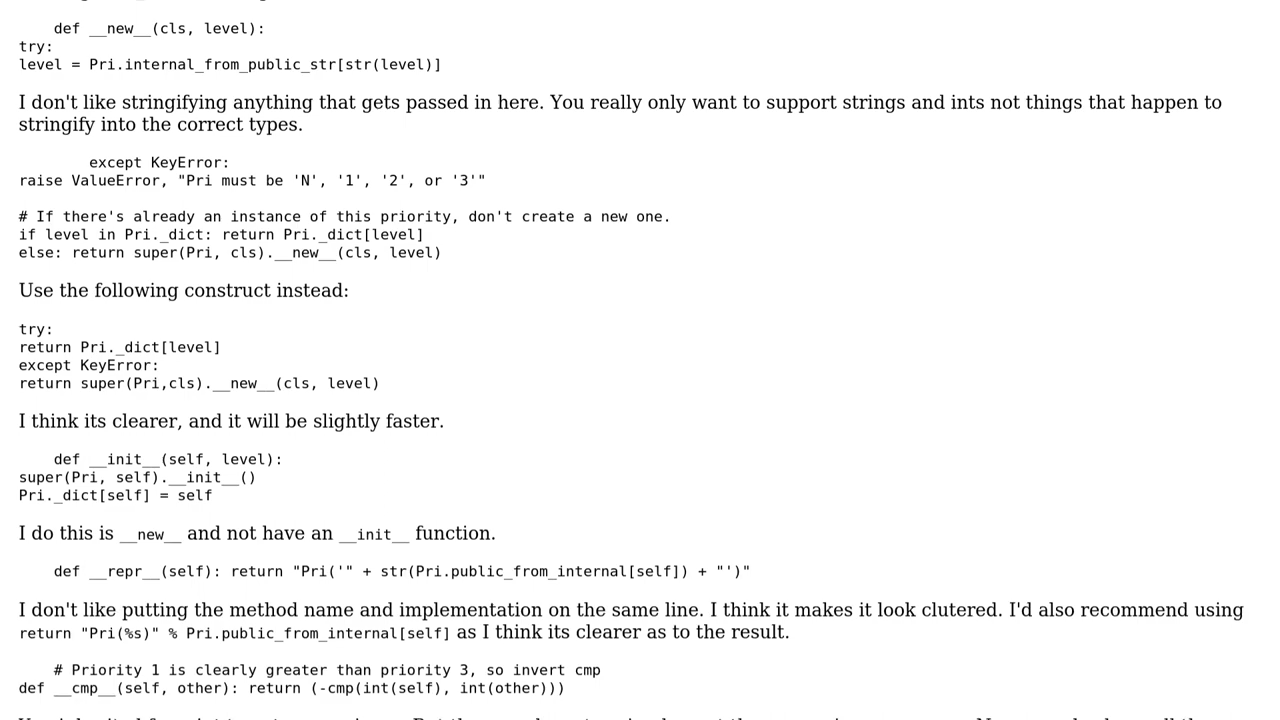 def __new__(cls, level):
try:
level = Pri.internal_from_public_str[str(level)]
I don't like stringifying anything that gets passed in here. You really only want to support strings and ints not things that happen to
stringify into the correct types.
except KeyError:
raise ValueError, "Pri must be 'N', '1', '2', or '3'"
# If there's already an instance of this priority, don't create a new one.
if level in Pri._dict: return Pri._dict[level]
else: return super(Pri, cls).__new__(cls, level)
Use the following construct instead:
try:
return Pri._dict[level]
except KeyError:
return super(Pri,cls).__new__(cls, level)
I think its clearer, and it will be slightly faster.
def __init__(self, level):
super(Pri, self).__init__()
Pri._dict[self] = self
I do this is __new__ and not have an __init__ function.
def __repr__(self): return "Pri('" + str(Pri.public_from_internal[self]) + "')"
I don't like putting the method name and implementation on the same line. I think it makes it look clutered. I'd also recommend using
return "Pri(%s)" % Pri.public_from_internal[self] as I think its clearer as to the result.
# Priority 1 is clearly greater than priority 3, so invert cmp
def __cmp__(self, other): return (-cmp(int(self), int(other)))